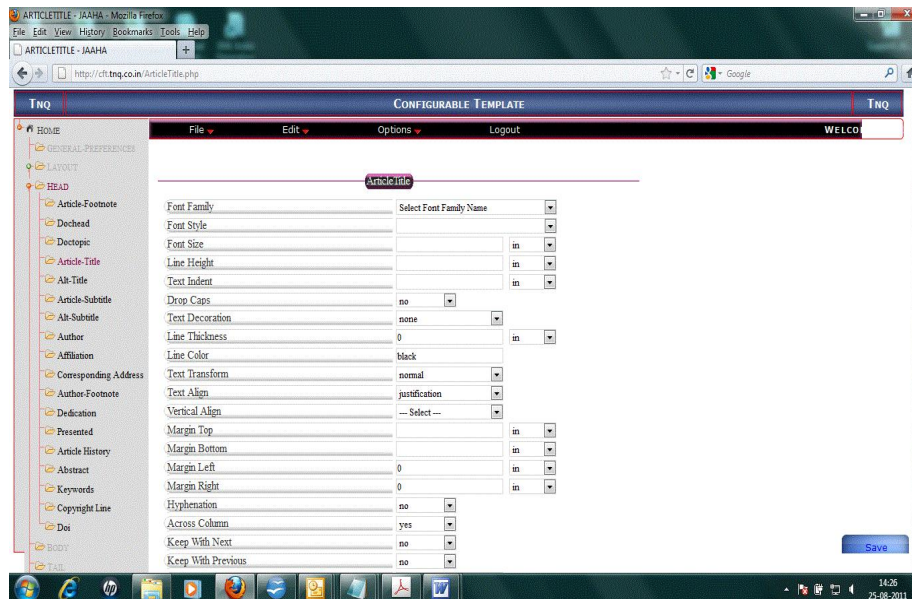 ARTICLETITLE - JAAHA - Mozilla Firefox
File Edit View History Bookmarks Tools Help
ARTICLETITLE - JAAHA
http://cft.tnq.co.in/ArticleTitle.php
Google
TNQ CONFIGURABLE TEMPLATE TNQ
HOME
File Edit Options Logout WELCO
GENERAL-PREFERENCES
LAYOUT
HEAD
Article-Footnote
Dochead
Doctopic
Article-Title
Alt-Title
Article-Subtitle
Alt-Subtitle
Author
Affiliation
Corresponding Address
Author-Footnote
Dedication
Presented
Article History
Abstract
Keywords
Copyright Line
Doi
BODY
TAIL
ArticleTitle
Font Family Select Font Family Name
Font Style
Font Size in
Line Height in
Text Indent in
Drop Caps no
Text Decoration none
Line Thickness 0 in
Line Color black
Text Transform normal
Text Align justification
Vertical Align --- Select ---
Margin Top in
Margin Bottom in
Margin Left 0 in
Margin Right 0 in
Hyphenation no
Across Column yes
Keep With Next no
Keep With Previous no
Save
14:26
25-08-2011